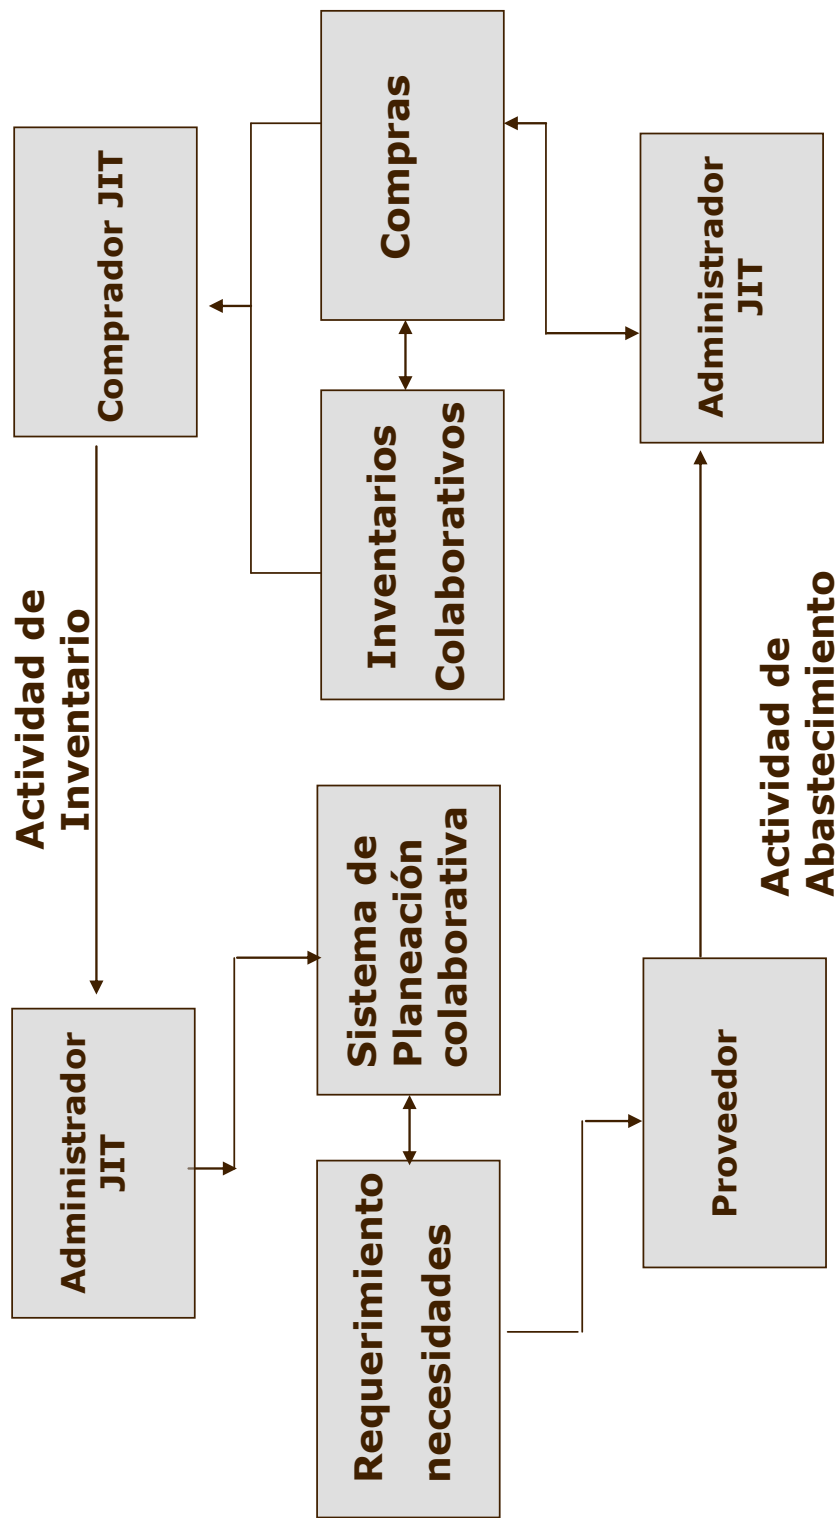 Administrador
JIT
Actividad de
Inventario
Comprador JIT
Requerimiento
necesidades
Sistema de
Planeación
colaborativa
Inventarios
Colaborativos
Compras
Proveedor
Actividad de
Abastecimiento
Administrador
JIT